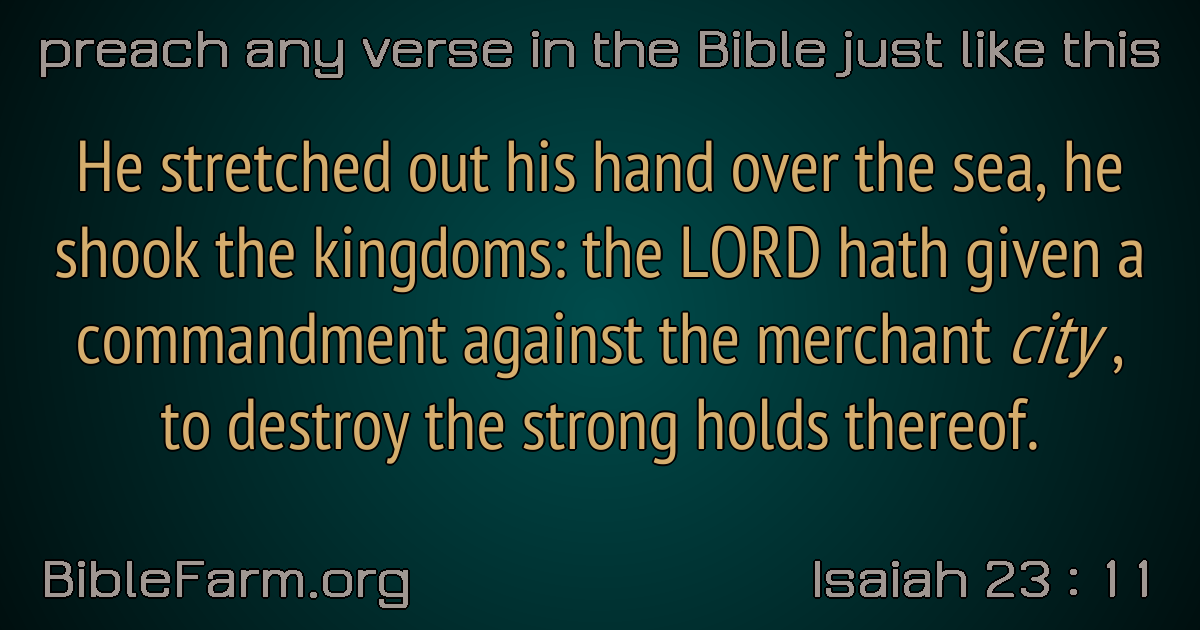 preach any verse in the Bible just like this
He stretched out his hand over the sea, he
shook the kingdoms: the LORD hath given a
commandment against the merchant city ,
to destroy the strong holds thereof.
BibleFarm.org
Isaiah 23 : 11